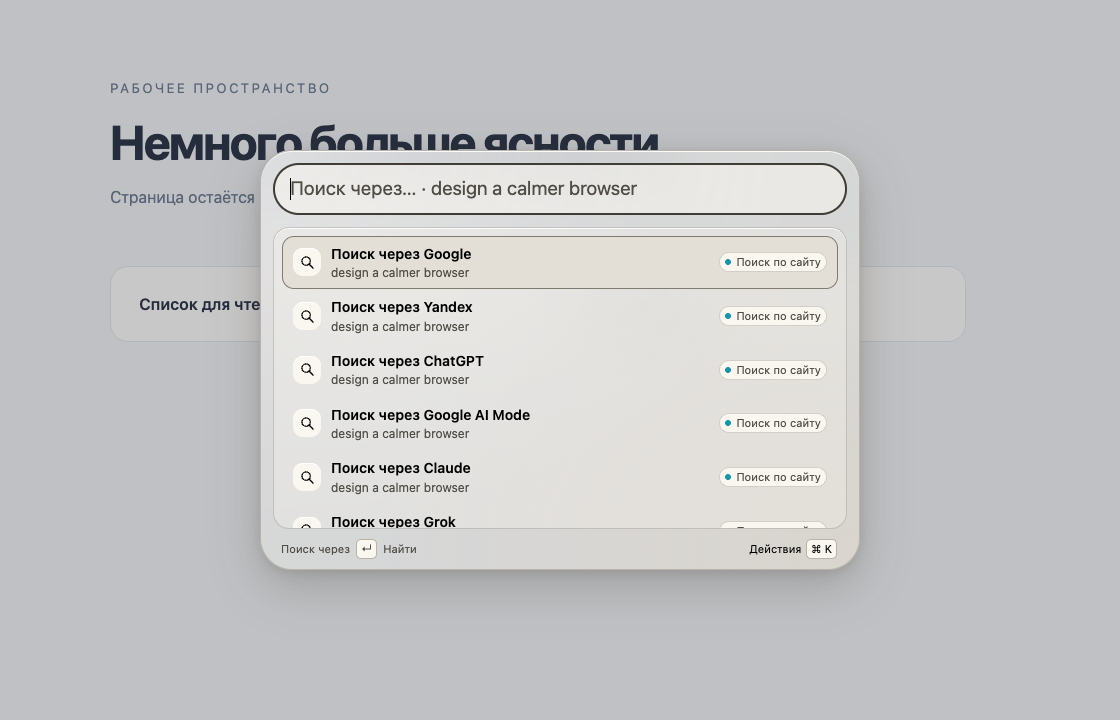 РАБОЧЕЕ ПРОСТРАНСТВО
Немного больше ясности
Страница остаётся
Список для чте
Поиск через... · design a calmer browser
Поиск через Google
design a calmer browser
Поиск по сайту
Поиск через Yandex
design a calmer browser
Поиск по сайту
Поиск через ChatGPT
design a calmer browser
Поиск по сайту
Поиск через Google AI Mode
design a calmer browser
Поиск по сайту
Поиск через Claude
design a calmer browser
Поиск по сайту
Поиск через Grok
Поиск через ↵ Найти
Действия ⌘ K